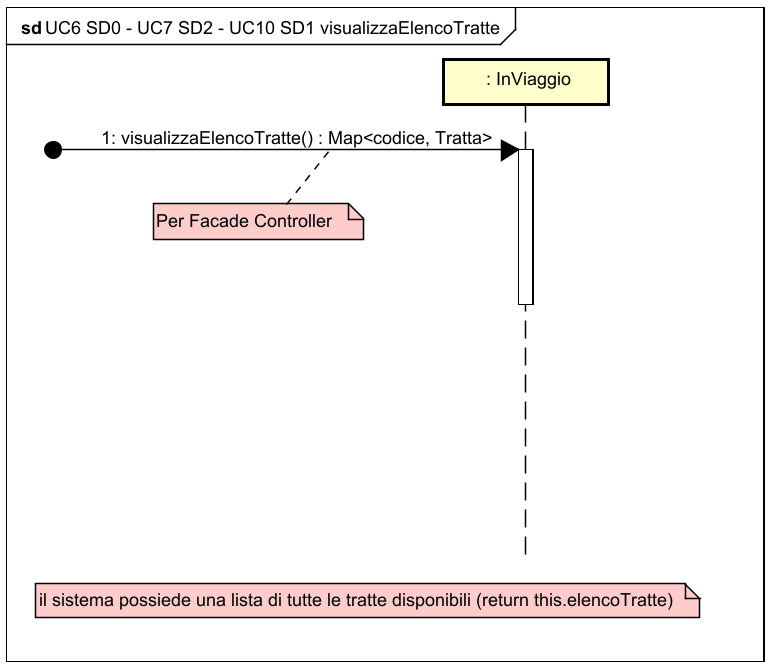 sd UC6 SD0 - UC7 SD2 - UC10 SD1 visualizzaElencoTratte
: InViaggio
1: visualizzaElencoTratte() : Map<codice, Tratta>
Per Facade Controller
il sistema possiede una lista di tutte le tratte disponibili (return this.elencoTratte)